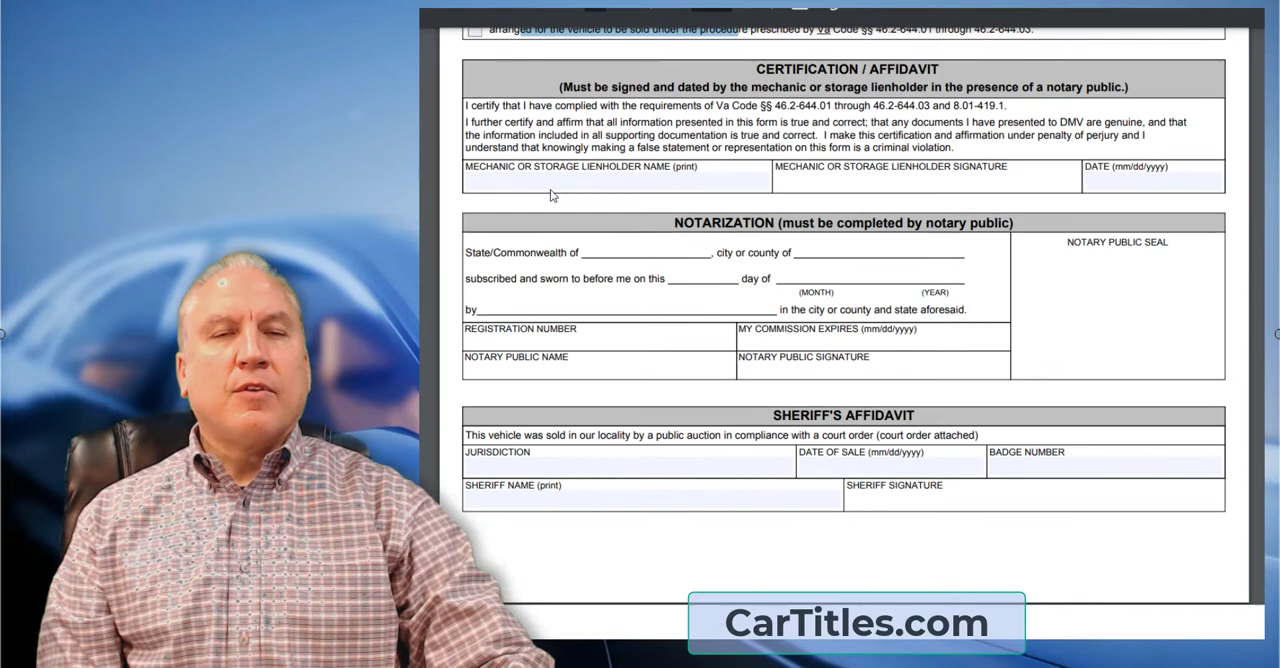 arranged for the vehicle to be sold under the procedure prescribed by Va Code §§ 46.2-644.01 through 46.2-644.03.
CERTIFICATION / AFFIDAVIT
(Must be signed and dated by the mechanic or storage lienholder in the presence of a notary public.)
I certify that I have complied with the requirements of Va Code §§ 46.2-644.01 through 46.2-644.03 and 8.01-419.1.
I further certify and affirm that all information presented in this form is true and correct; that any documents I have presented to DMV are genuine, and that
the information included in all supporting documentation is true and correct. I make this certification and affirmation under penalty of perjury and I
understand that knowingly making a false statement or representation on this form is a criminal violation.
MECHANIC OR STORAGE LIENHOLDER NAME (print) MECHANIC OR STORAGE LIENHOLDER SIGNATURE DATE (mm/dd/yyyy)
NOTARIZATION (must be completed by notary public)
NOTARY PUBLIC SEAL
State/Commonwealth of ____________________, city or county of ____________________
subscribed and sworn to before me on this __________ day of ____________________
(MONTH) (YEAR)
by____________________ in the city or county and state aforesaid.
REGISTRATION NUMBER MY COMMISSION EXPIRES (mm/dd/yyyy)
NOTARY PUBLIC NAME NOTARY PUBLIC SIGNATURE
SHERIFF'S AFFIDAVIT
This vehicle was sold in our locality by a public auction in compliance with a court order (court order attached)
JURISDICTION DATE OF SALE (mm/dd/yyyy) BADGE NUMBER
SHERIFF NAME (print) SHERIFF SIGNATURE
CarTitles.com